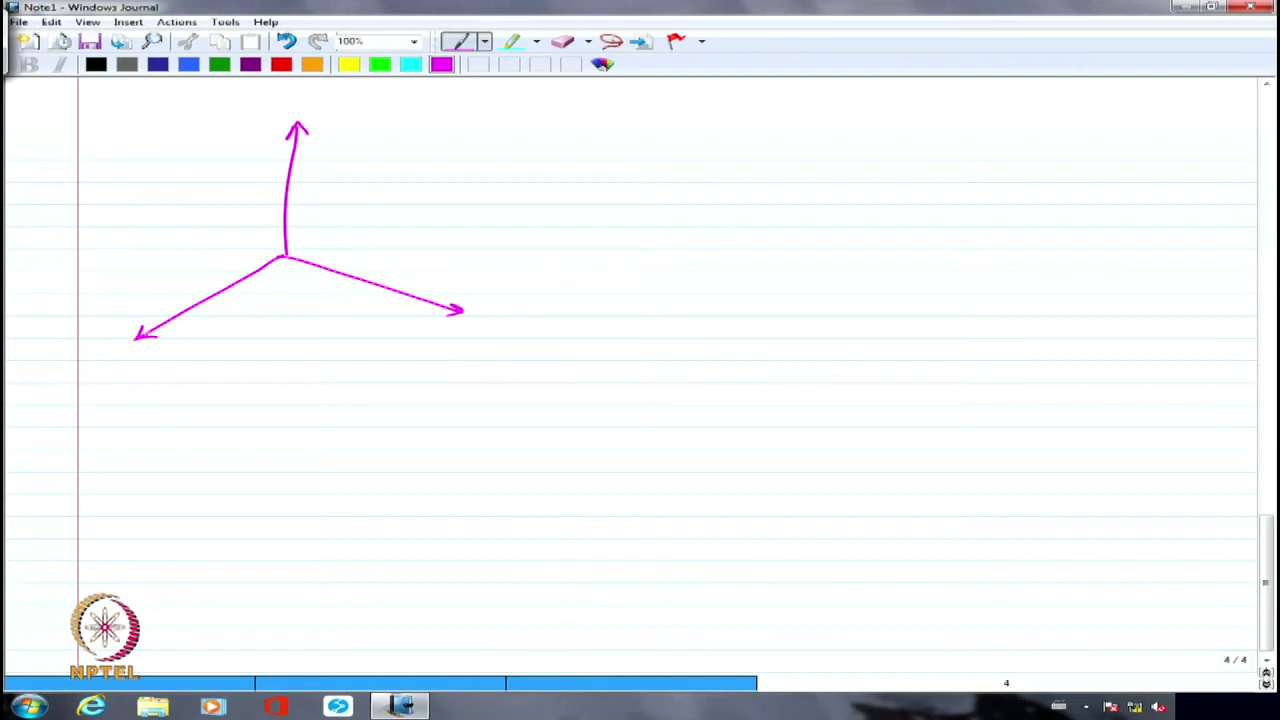 Note1 - Windows Journal
File Edit View Insert Actions Tools Help
100%
B I
NPTEL
4 / 4
4